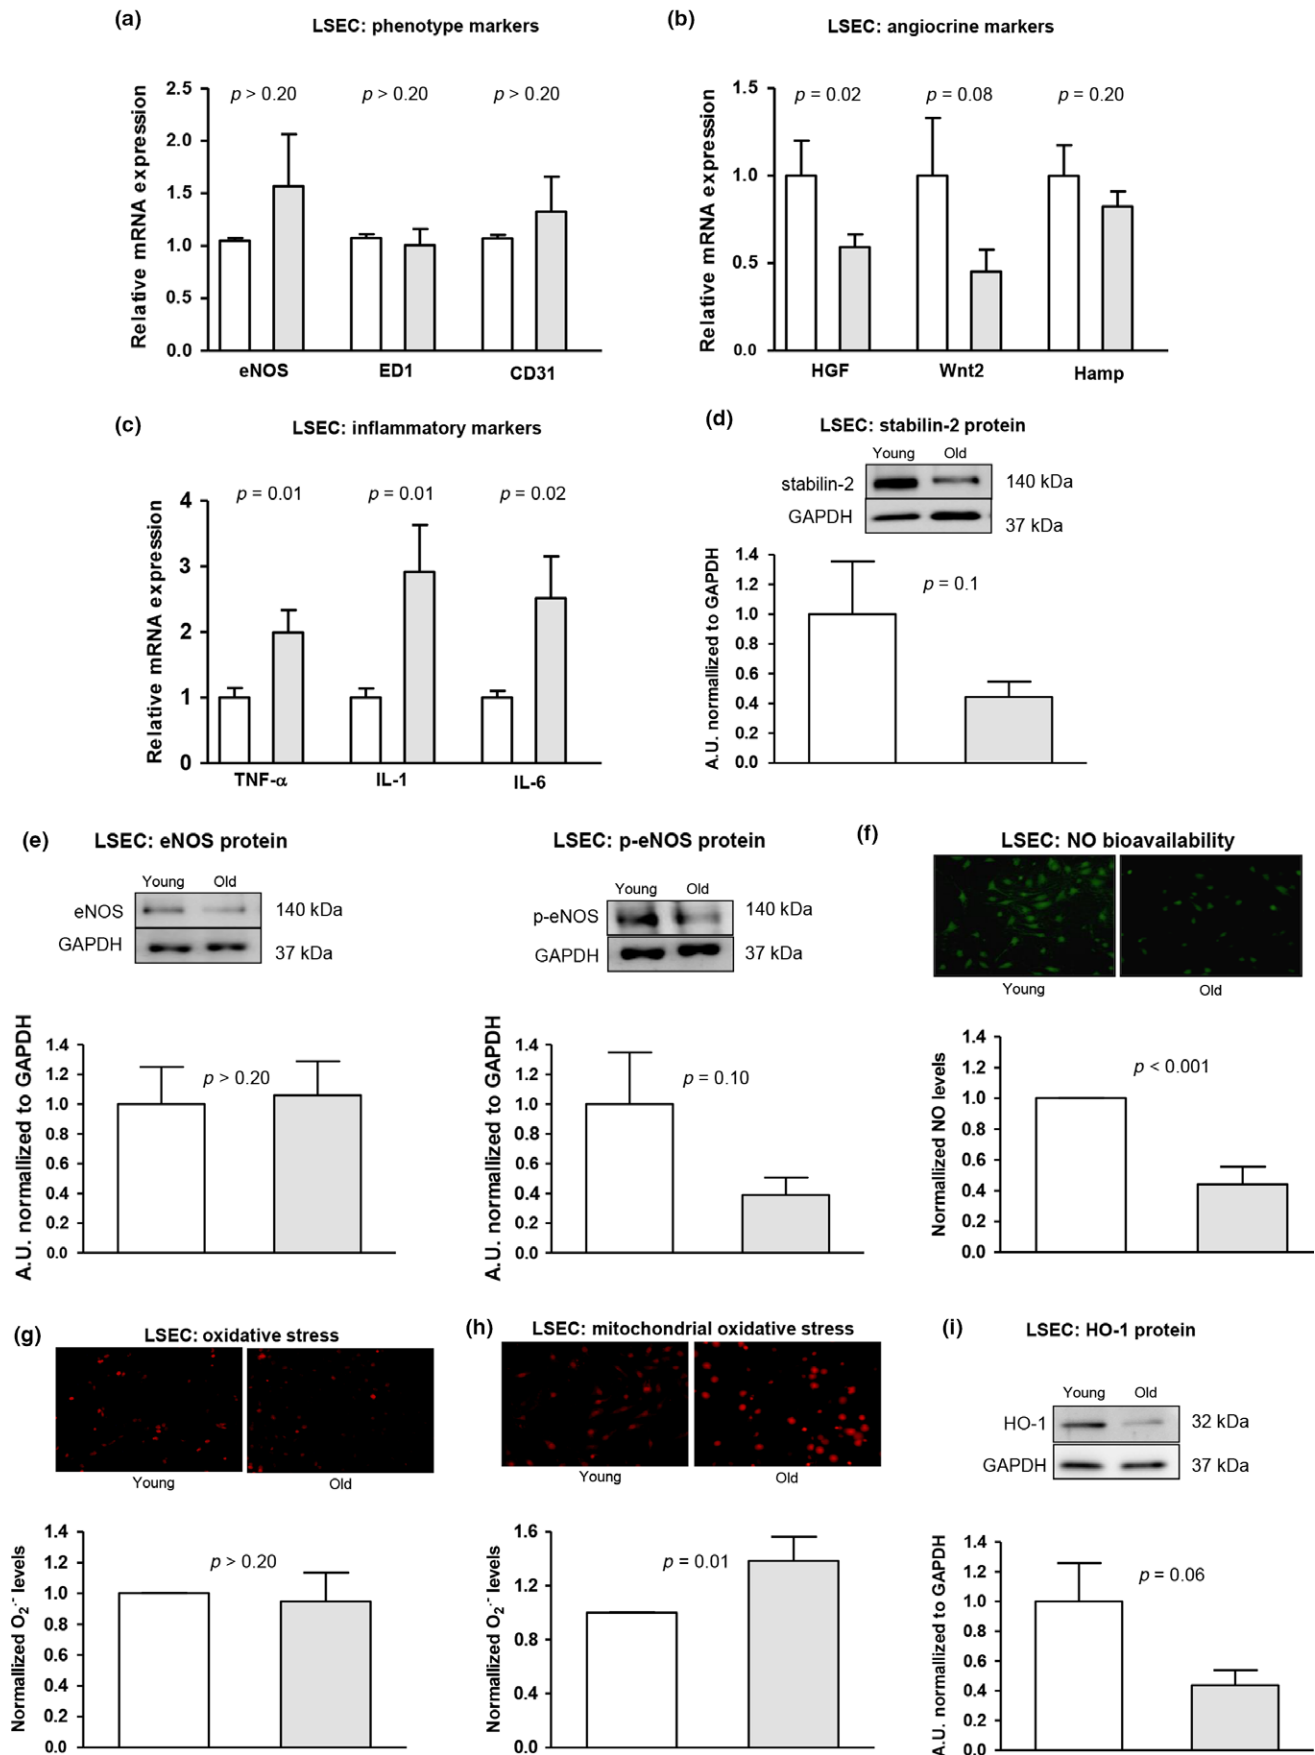 (a)
LSEC: phenotype markers
Relative mRNA expression
2.5
2.0
1.5
1.0
0.5
0.0
p > 0.20
p > 0.20
p > 0.20
eNOS
ED1
CD31
(b)
LSEC: angiocrine markers
Relative mRNA expression
1.5
1.0
0.5
0.0
p = 0.02
p = 0.08
p = 0.20
HGF
Wnt2
Hamp
(c)
LSEC: inflammatory markers
Relative mRNA expression
4
3
2
1
0
p = 0.01
p = 0.01
p = 0.02
TNF-α
IL-1
IL-6
(d)
LSEC: stabilin-2 protein
Young Old
stabilin-2 140 kDa
GAPDH 37 kDa
A.U. normallized to GAPDH
1.4
1.2
1.0
0.8
0.6
0.4
0.2
0.0
p = 0.1
(e)
LSEC: eNOS protein
Young Old
eNOS 140 kDa
GAPDH 37 kDa
A.U. normallized to GAPDH
1.4
1.2
1.0
0.8
0.6
0.4
0.2
0.0
p > 0.20
LSEC: p-eNOS protein
Young Old
p-eNOS 140 kDa
GAPDH 37 kDa
A.U. normallized to GAPDH
1.4
1.2
1.0
0.8
0.6
0.4
0.2
0.0
p = 0.10
(f)
LSEC: NO bioavailability
Young Old
Normallized NO levels
1.4
1.2
1.0
0.8
0.6
0.4
0.2
0.0
p < 0.001
(g)
LSEC: oxidative stress
Young Old
Normallized O₂·⁻ levels
1.4
1.2
1.0
0.8
0.6
0.4
0.2
0.0
p > 0.20
(h)
LSEC: mitochondrial oxidative stress
Young Old
Normallized O₂·⁻ levels
1.6
1.2
0.8
0.4
0.0
p = 0.01
(i)
LSEC: HO-1 protein
Young Old
HO-1 32 kDa
GAPDH 37 kDa
A.U. normallized to GAPDH
1.4
1.2
1.0
0.8
0.6
0.4
0.2
0.0
p = 0.06